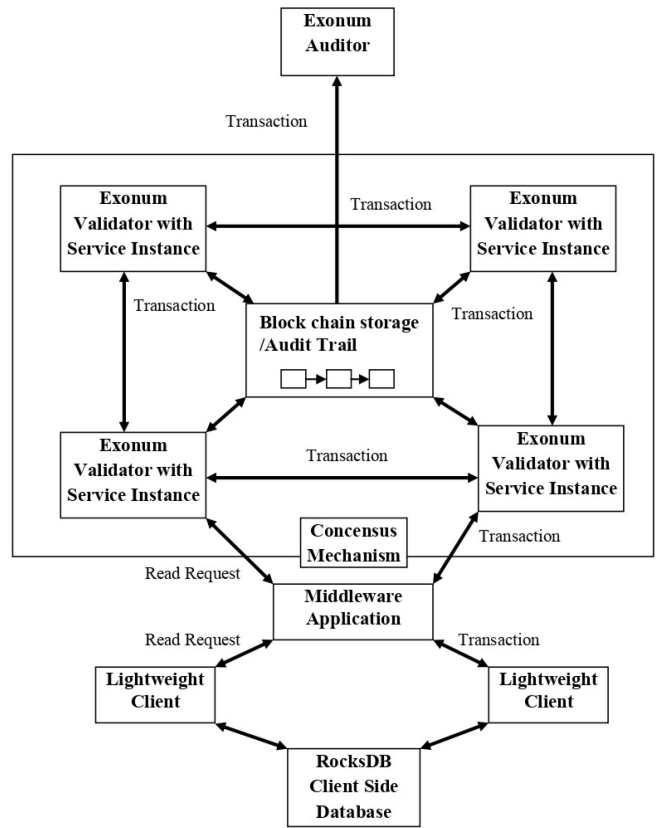 Exonum
Auditor
Transaction
Exonum
Validator with
Service Instance
Transaction
Exonum
Validator with
Service Instance
Transaction
Block chain storage
/Audit Trail
Transaction
Exonum
Validator with
Service Instance
Transaction
Exonum
Validator with
Service Instance
Concensus
Mechanism
Transaction
Read Request
Middleware
Application
Read Request
Transaction
Lightweight
Client
Lightweight
Client
RocksDB
Client Side
Database